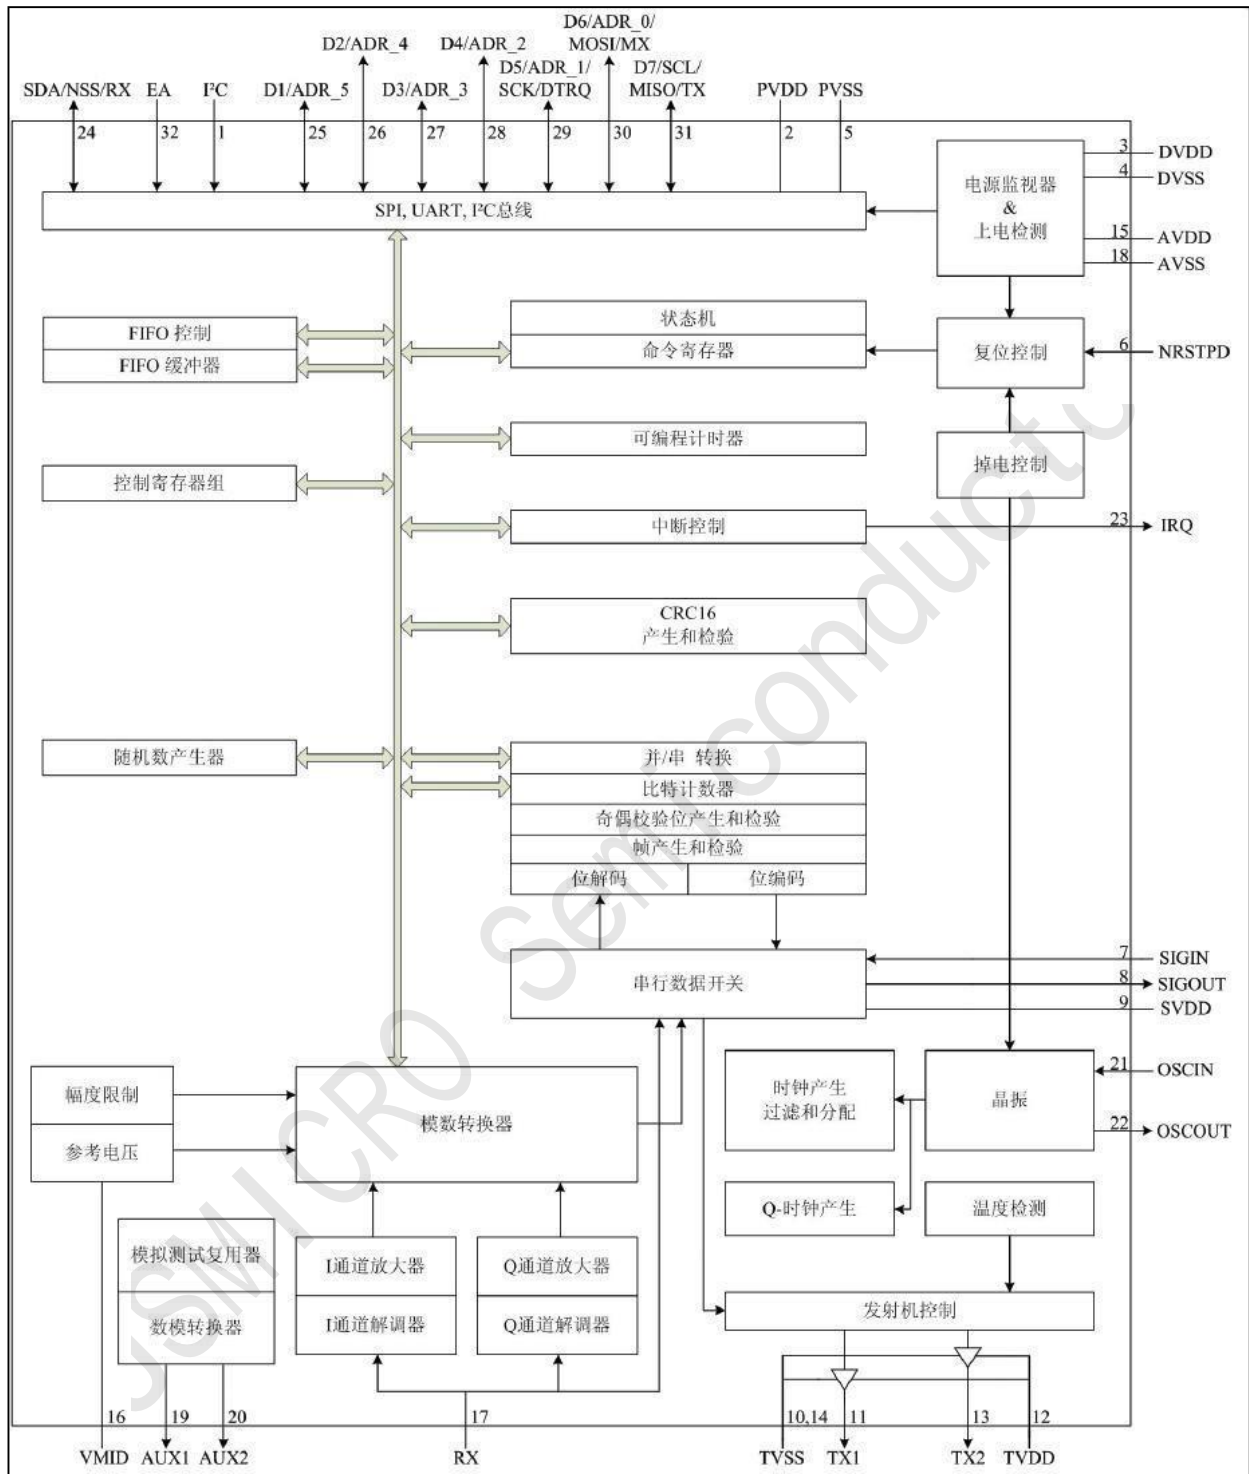 D6/ADR_0/
D2/ADR_4
D4/ADR_2
MOSI/MX
D5/ADR_1/
D7/SCL/
SDA/NSS/RX
EA
I²C
D1/ADR_5
D3/ADR_3
SCK/DTRQ
MISO/TX
PVDD
PVSS
24
32
1
25
26
27
28
29
30
31
2
5
SPI, UART, I²C总线
电源监视器
&
上电检测
3
DVDD
4
DVSS
15
AVDD
18
AVSS
FIFO 控制
FIFO 缓冲器
状态机
命令寄存器
复位控制
6
NRSTPD
可编程计时器
掉电控制
控制寄存器组
中断控制
23
IRQ
CRC16
产生和检验
随机数产生器
并/串 转换
比特计数器
奇偶校验位产生和检验
帧产生和检验
位解码
位编码
串行数据开关
7
SIGIN
8
SIGOUT
9
SVDD
幅度限制
参考电压
模数转换器
时钟产生
过滤和分配
晶振
21
OSCIN
22
OSCOUT
Q-时钟产生
温度检测
模拟测试复用器
数模转换器
I通道放大器
I通道解调器
Q通道放大器
Q通道解调器
发射机控制
16
19
20
17
10,14
11
13
12
VMID
AUX1
AUX2
RX
TVSS
TX1
TX2
TVDD